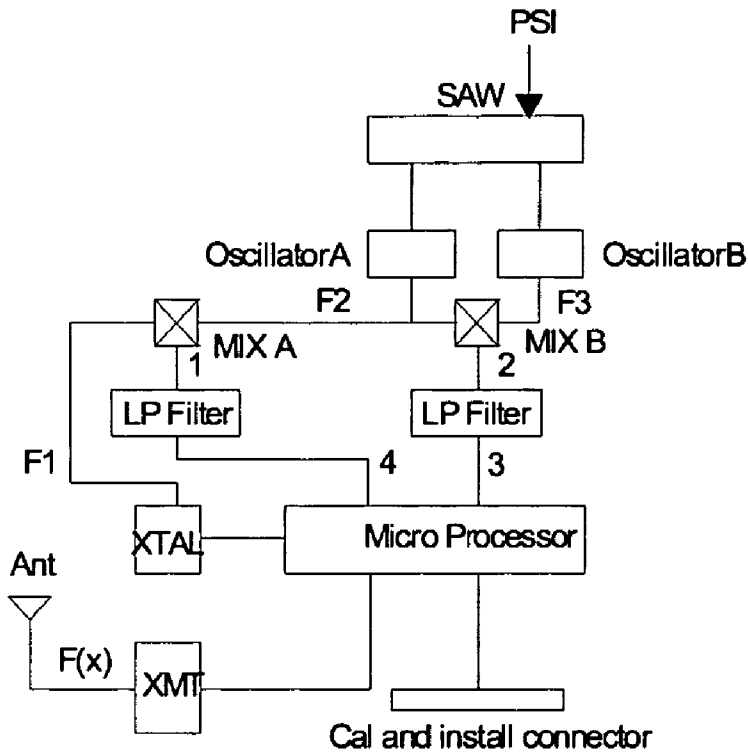 PSI
SAW
OscillatorA
OscillatorB
F2
F3
MIX A
MIX B
1
2
LP Filter
LP Filter
F1
4
3
XTAL
Micro Processor
Ant
F(x)
XMT
Cal and install connector